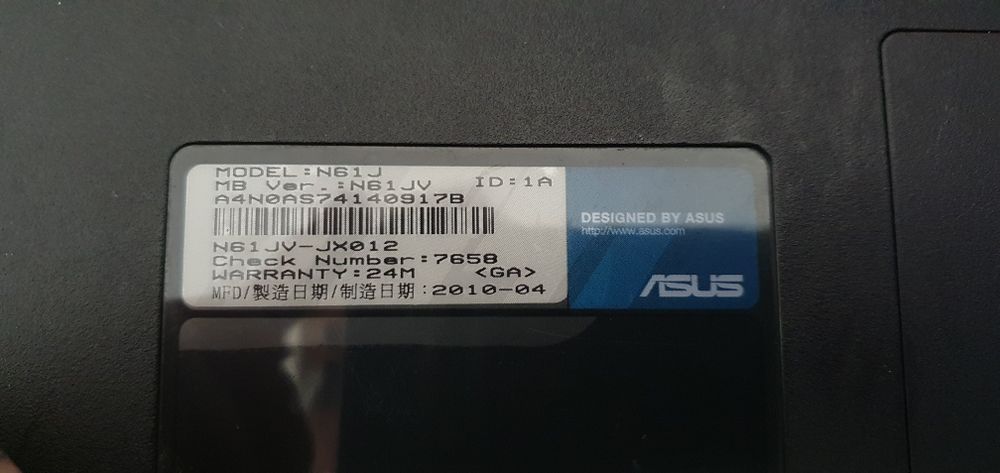 MODEL:N61J
MB Ver.:N61JV ID:1A
A4N0AS74140917B
N61JV-JX012
Check Number:7658
WARRANTY:24M <GA>
MFD/製造日期/制造日期:2010-04
DESIGNED BY ASUS
http://www.asus.com
ASUS